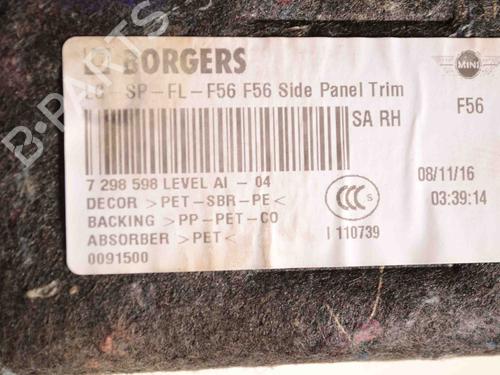 BORGERS
MINI
SP-FL-F56 F56 Side Panel Trim
SA RH
F56
7 298 598 LEVEL AI - 04
08/11/16
DECOR >PET-SBR-PE<
03:39:14
BACKING >PP-PET-CO
CCC S
ABSORBER >PET<
I 110739
0091500
B-PARTS